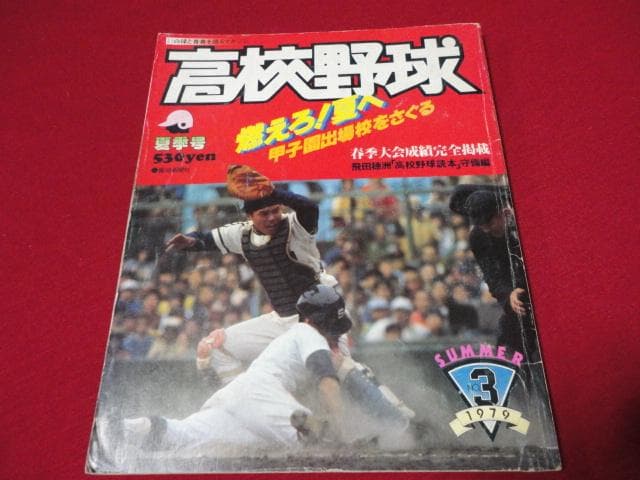 高校野球
燃えろ!夏へ
甲子園出場校をさぐる
夏季号
530yen
春季大会成績完全掲載
飛田穂洲「高校野球読本」守備編
SUMMER
NO.
3
1979